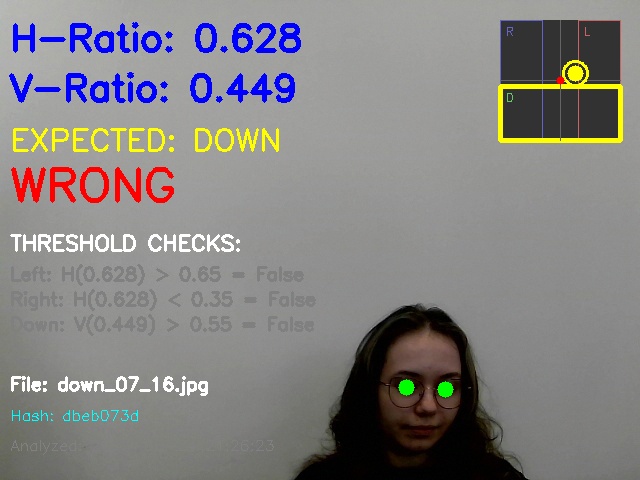 H-Ratio: 0.628
V-Ratio: 0.449
EXPECTED: DOWN
WRONG
THRESHOLD CHECKS:
Left: H(0.628) > 0.65 = False
Right: H(0.628) < 0.35 = False
Down: V(0.449) > 0.55 = False
File: down_07_16.jpg
Hash: dbeb073d
Analyzed:
R
L
D